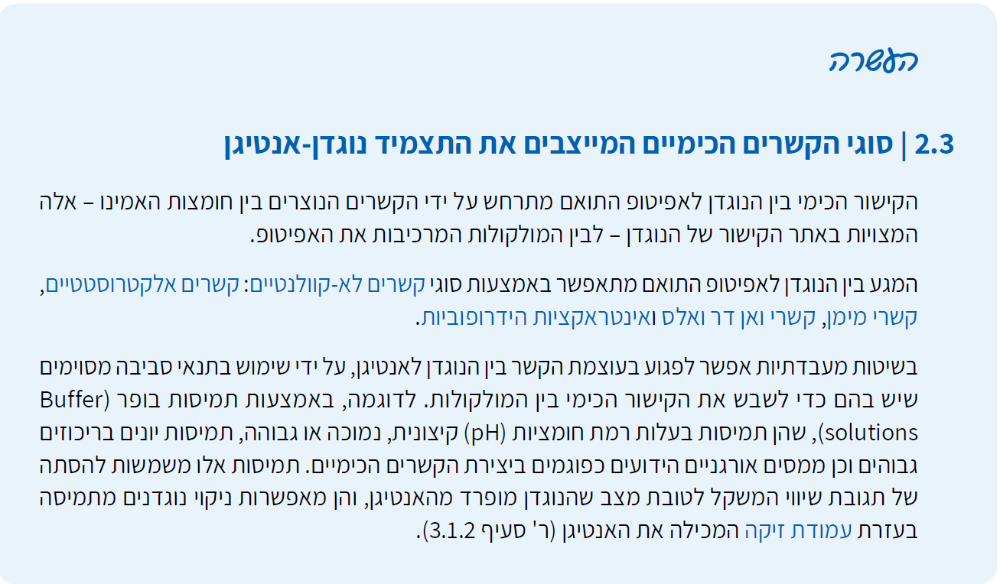 העשרה
2.3 | סוגי הקשרים הכימיים המייצבים את התצמיד נוגדן-אנטיגן
הקישור הכימי בין הנוגדן לאפיטופ התואם מתרחש על ידי הקשרים הנוצרים בין חומצות האמינו – אלה
המצויות באתר הקישור של הנוגדן – לבין המולקולות המרכיבות את האפיטופ.
המגע בין הנוגדן לאפיטופ התואם מתאפשר באמצעות סוגי קשרים לא-קוולנטיים: קשרים אלקטרוסטטיים,
קשרי מימן, קשרי ואן דר ואלס ואינטראקציות הידרופוביות.
בשיטות מעבדתיות אפשר לפגוע בעוצמת הקשר בין הנוגדן לאנטיגן, על ידי שימוש בתנאי סביבה מסוימים
שיש בהם כדי לשבש את הקישור הכימי בין המולקולות. לדוגמה, באמצעות תמיסות בופר (Buffer
solutions), שהן תמיסות בעלות רמת חומציות (pH) קיצונית, נמוכה או גבוהה, תמיסות יונים בריכוזים
גבוהים וכן ממסים אורגניים הידועים כפוגמים ביצירת הקשרים הכימיים. תמיסות אלו משמשות להסתה
של תגובת שיווי המשקל לטובת מצב שהנוגדן מופרד מהאנטיגן, והן מאפשרות ניקוי נוגדנים מתמיסה
בעזרת עמודת זיקה המכילה את האנטיגן (ר' סעיף 3.1.2).